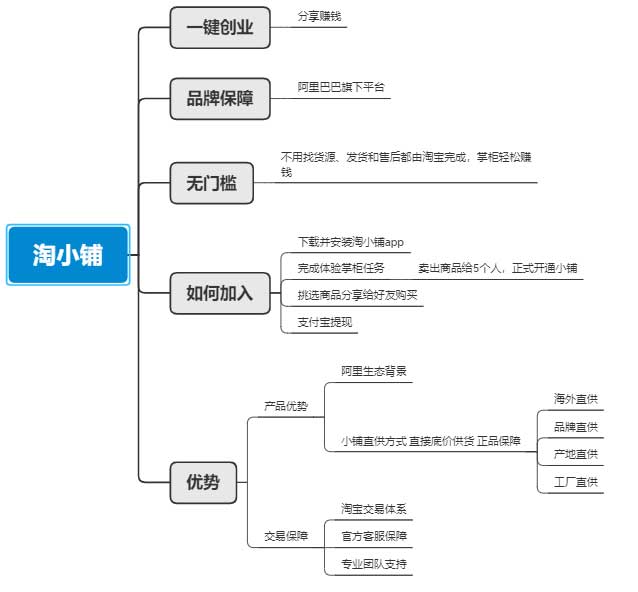 淘小铺
一键创业
分享赚钱
品牌保障
阿里巴巴旗下平台
无门槛
不用找货源、发货和售后都由淘宝完成，掌柜轻松赚
钱
如何加入
下载并安装淘小铺app
完成体验掌柜任务
卖出商品给5个人，正式开通小铺
挑选商品分享给好友购买
支付宝提现
优势
产品优势
阿里生态背景
小铺直供方式 直接底价供货 正品保障
海外直供
品牌直供
产地直供
工厂直供
交易保障
淘宝交易体系
官方客服保障
专业团队支持